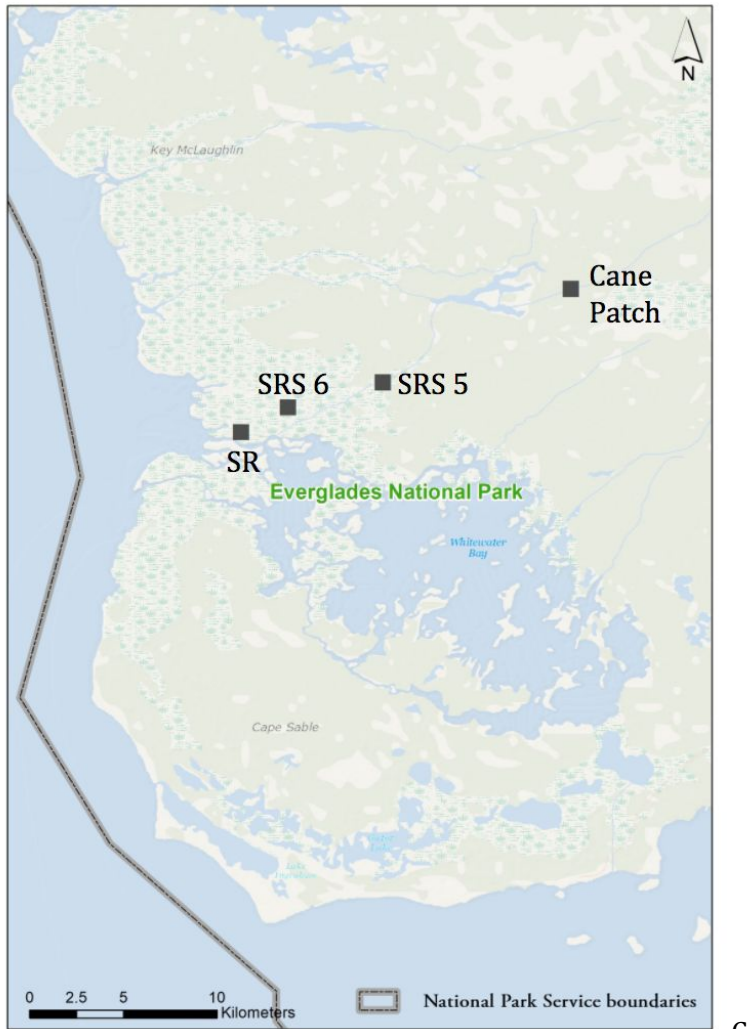 N
Key McLaughlin
Cane
Patch
SRS 6
SRS 5
SR
Everglades National Park
Whitewater
Bay
Cape Sable
Lake
0 2.5 5 10
Kilometers
National Park Service boundaries